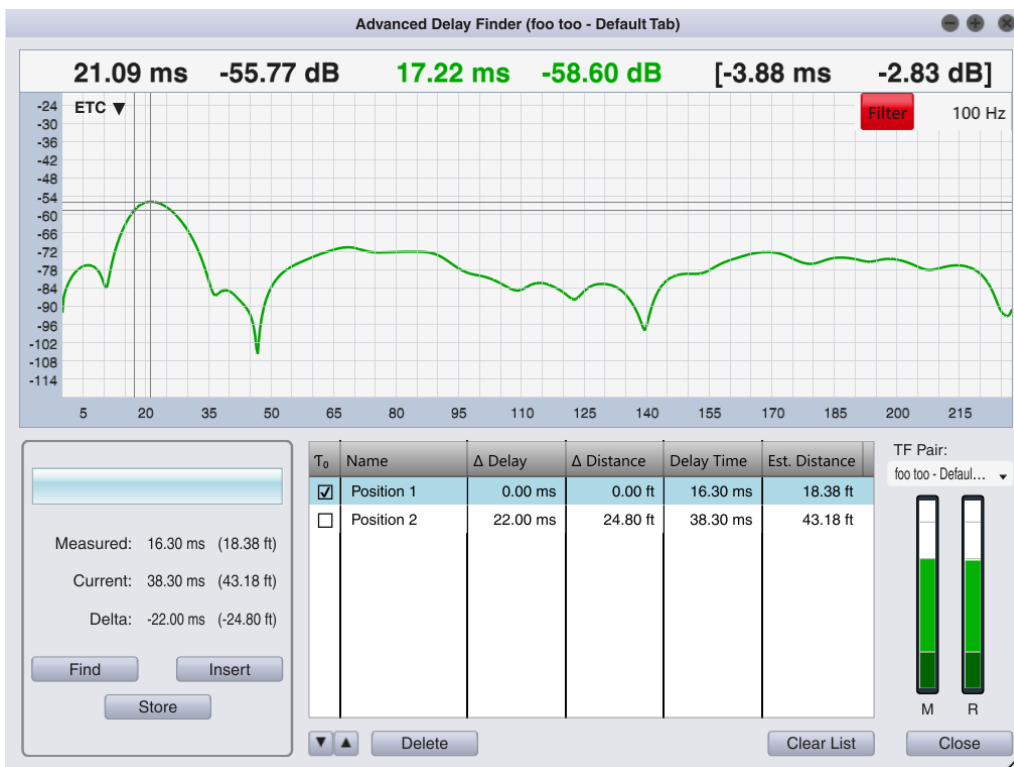 Advanced Delay Finder (foo too - Default Tab)
21.09 ms -55.77 dB 17.22 ms -58.60 dB [-3.88 ms -2.83 dB]
ETC ▼ Filter 100 Hz
-24
-30
-36
-42
-48
-54
-60
-66
-72
-78
-84
-90
-96
-102
-108
-114
5 20 35 50 65 80 95 110 125 140 155 170 185 200 215
Measured: 16.30 ms (18.38 ft)
Current: 38.30 ms (43.18 ft)
Delta: -22.00 ms (-24.80 ft)
Find Insert
Store
T₀ Name Δ Delay Δ Distance Delay Time Est. Distance
Position 1 0.00 ms 0.00 ft 16.30 ms 18.38 ft
Position 2 22.00 ms 24.80 ft 38.30 ms 43.18 ft
▼ ▲ Delete Clear List
TF Pair:
foo too - Defaul...
M R
Close